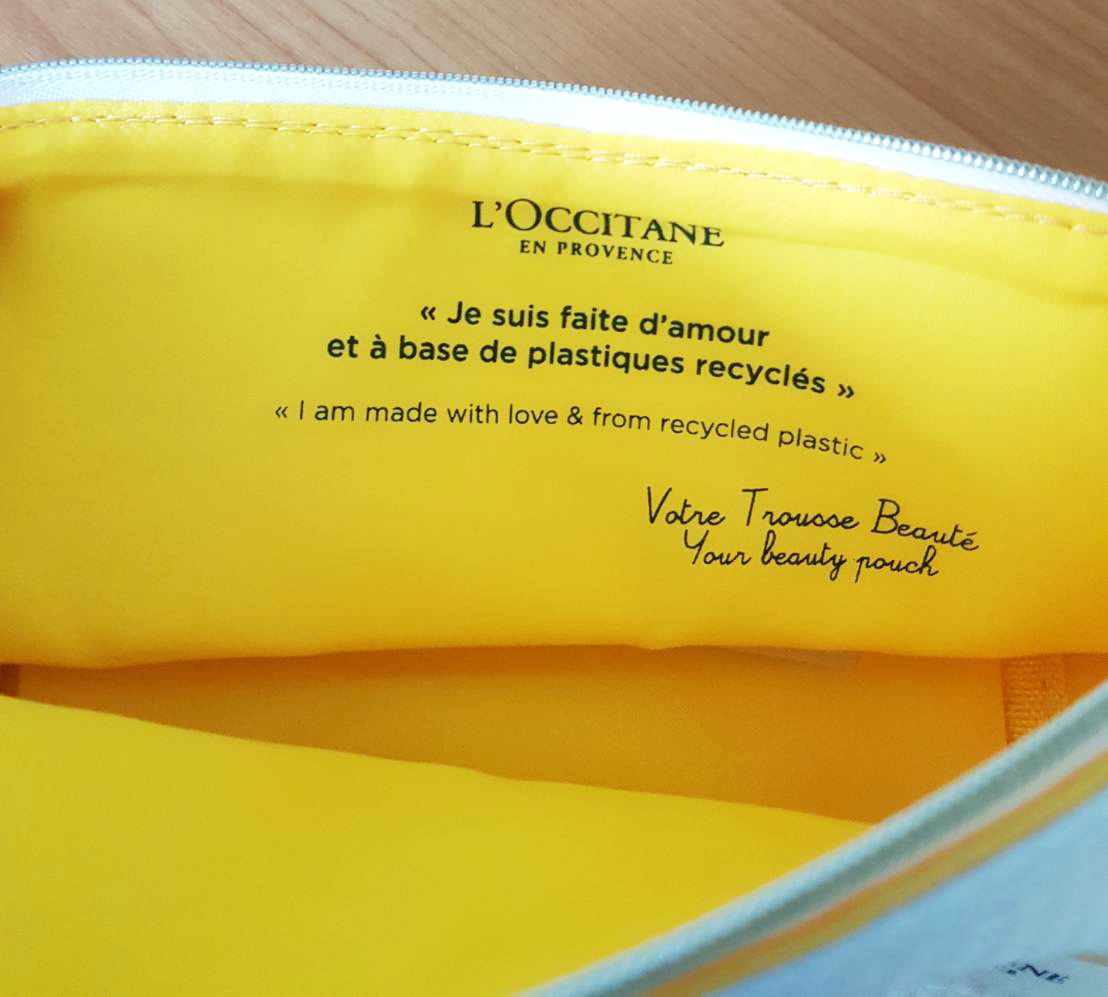 L'OCCITANE
EN PROVENCE
« Je suis faite d'amour
et à base de plastiques recyclés »
« I am made with love & from recycled plastic »
Votre Trousse Beauté
Your beauty pouch